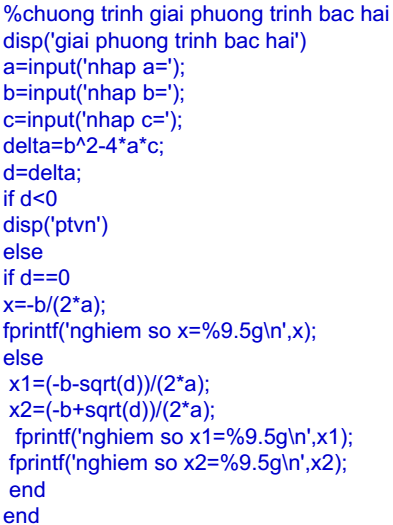 %chuong trinh giai phuong trinh bac hai
disp('giai phuong trinh bac hai')
a=input('nhap a=');
b=input('nhap b=');
c=input('nhap c=');
delta=b^2-4*a*c;
d=delta;
if d<0
disp('ptvn')
else
if d==0
x=-b/(2*a);
fprintf('nghiem so x=%9.5g\n',x);
else
 x1=(-b-sqrt(d))/(2*a);
 x2=(-b+sqrt(d))/(2*a);
  fprintf('nghiem so x1=%9.5g\n',x1);
 fprintf('nghiem so x2=%9.5g\n',x2);
 end
end